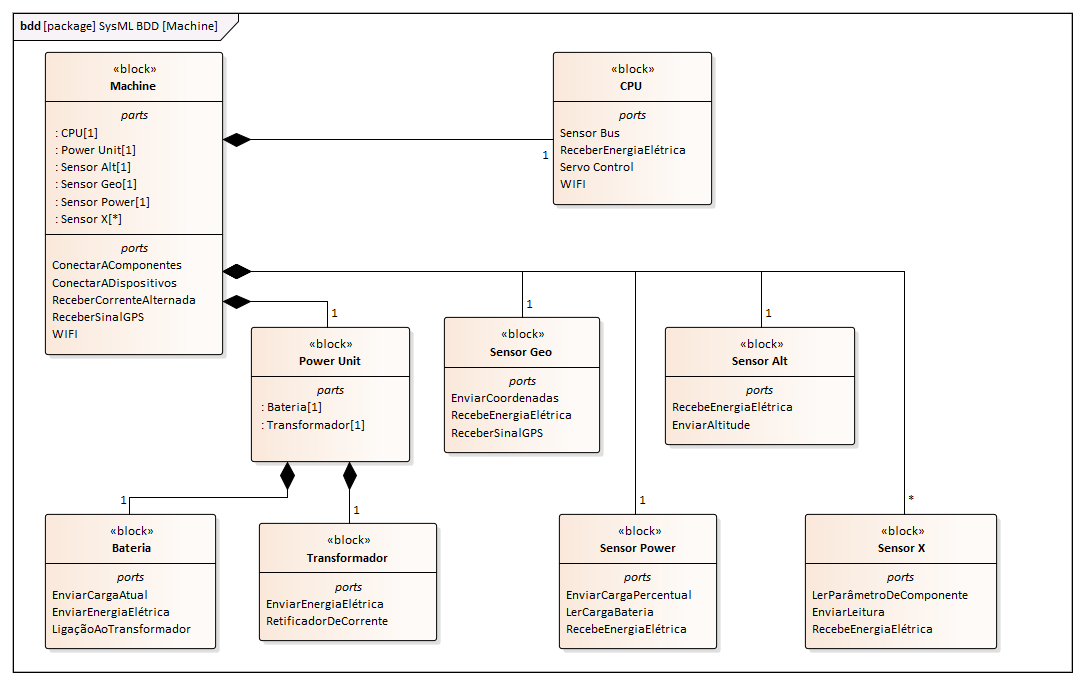 bdd [package] SysML BDD [Machine]
«block»
Machine
parts
: CPU[1]
: Power Unit[1]
: Sensor Alt[1]
: Sensor Geo[1]
: Sensor Power[1]
: Sensor X[*]
ports
ConectarAComponentes
ConectarADispositivos
ReceberCorrenteAlternada
ReceberSinalGPS
WIFI
«block»
CPU
ports
Sensor Bus
ReceberEnergiaElétrica
Servo Control
WIFI
1
1
«block»
Power Unit
parts
: Bateria[1]
: Transformador[1]
1
«block»
Sensor Geo
ports
EnviarCoordenadas
RecebeEnergiaElétrica
ReceberSinalGPS
1
«block»
Sensor Alt
ports
RecebeEnergiaElétrica
EnviarAltitude
1
«block»
Bateria
ports
EnviarCargaAtual
EnviarEnergiaElétrica
LigaçãoAoTransformador
1
«block»
Transformador
ports
EnviarEnergiaElétrica
RetificadorDeCorrente
1
«block»
Sensor Power
ports
EnviarCargaPercentual
LerCargaBateria
RecebeEnergiaElétrica
*
«block»
Sensor X
ports
LerParâmetroDeComponente
EnviarLeitura
RecebeEnergiaElétrica